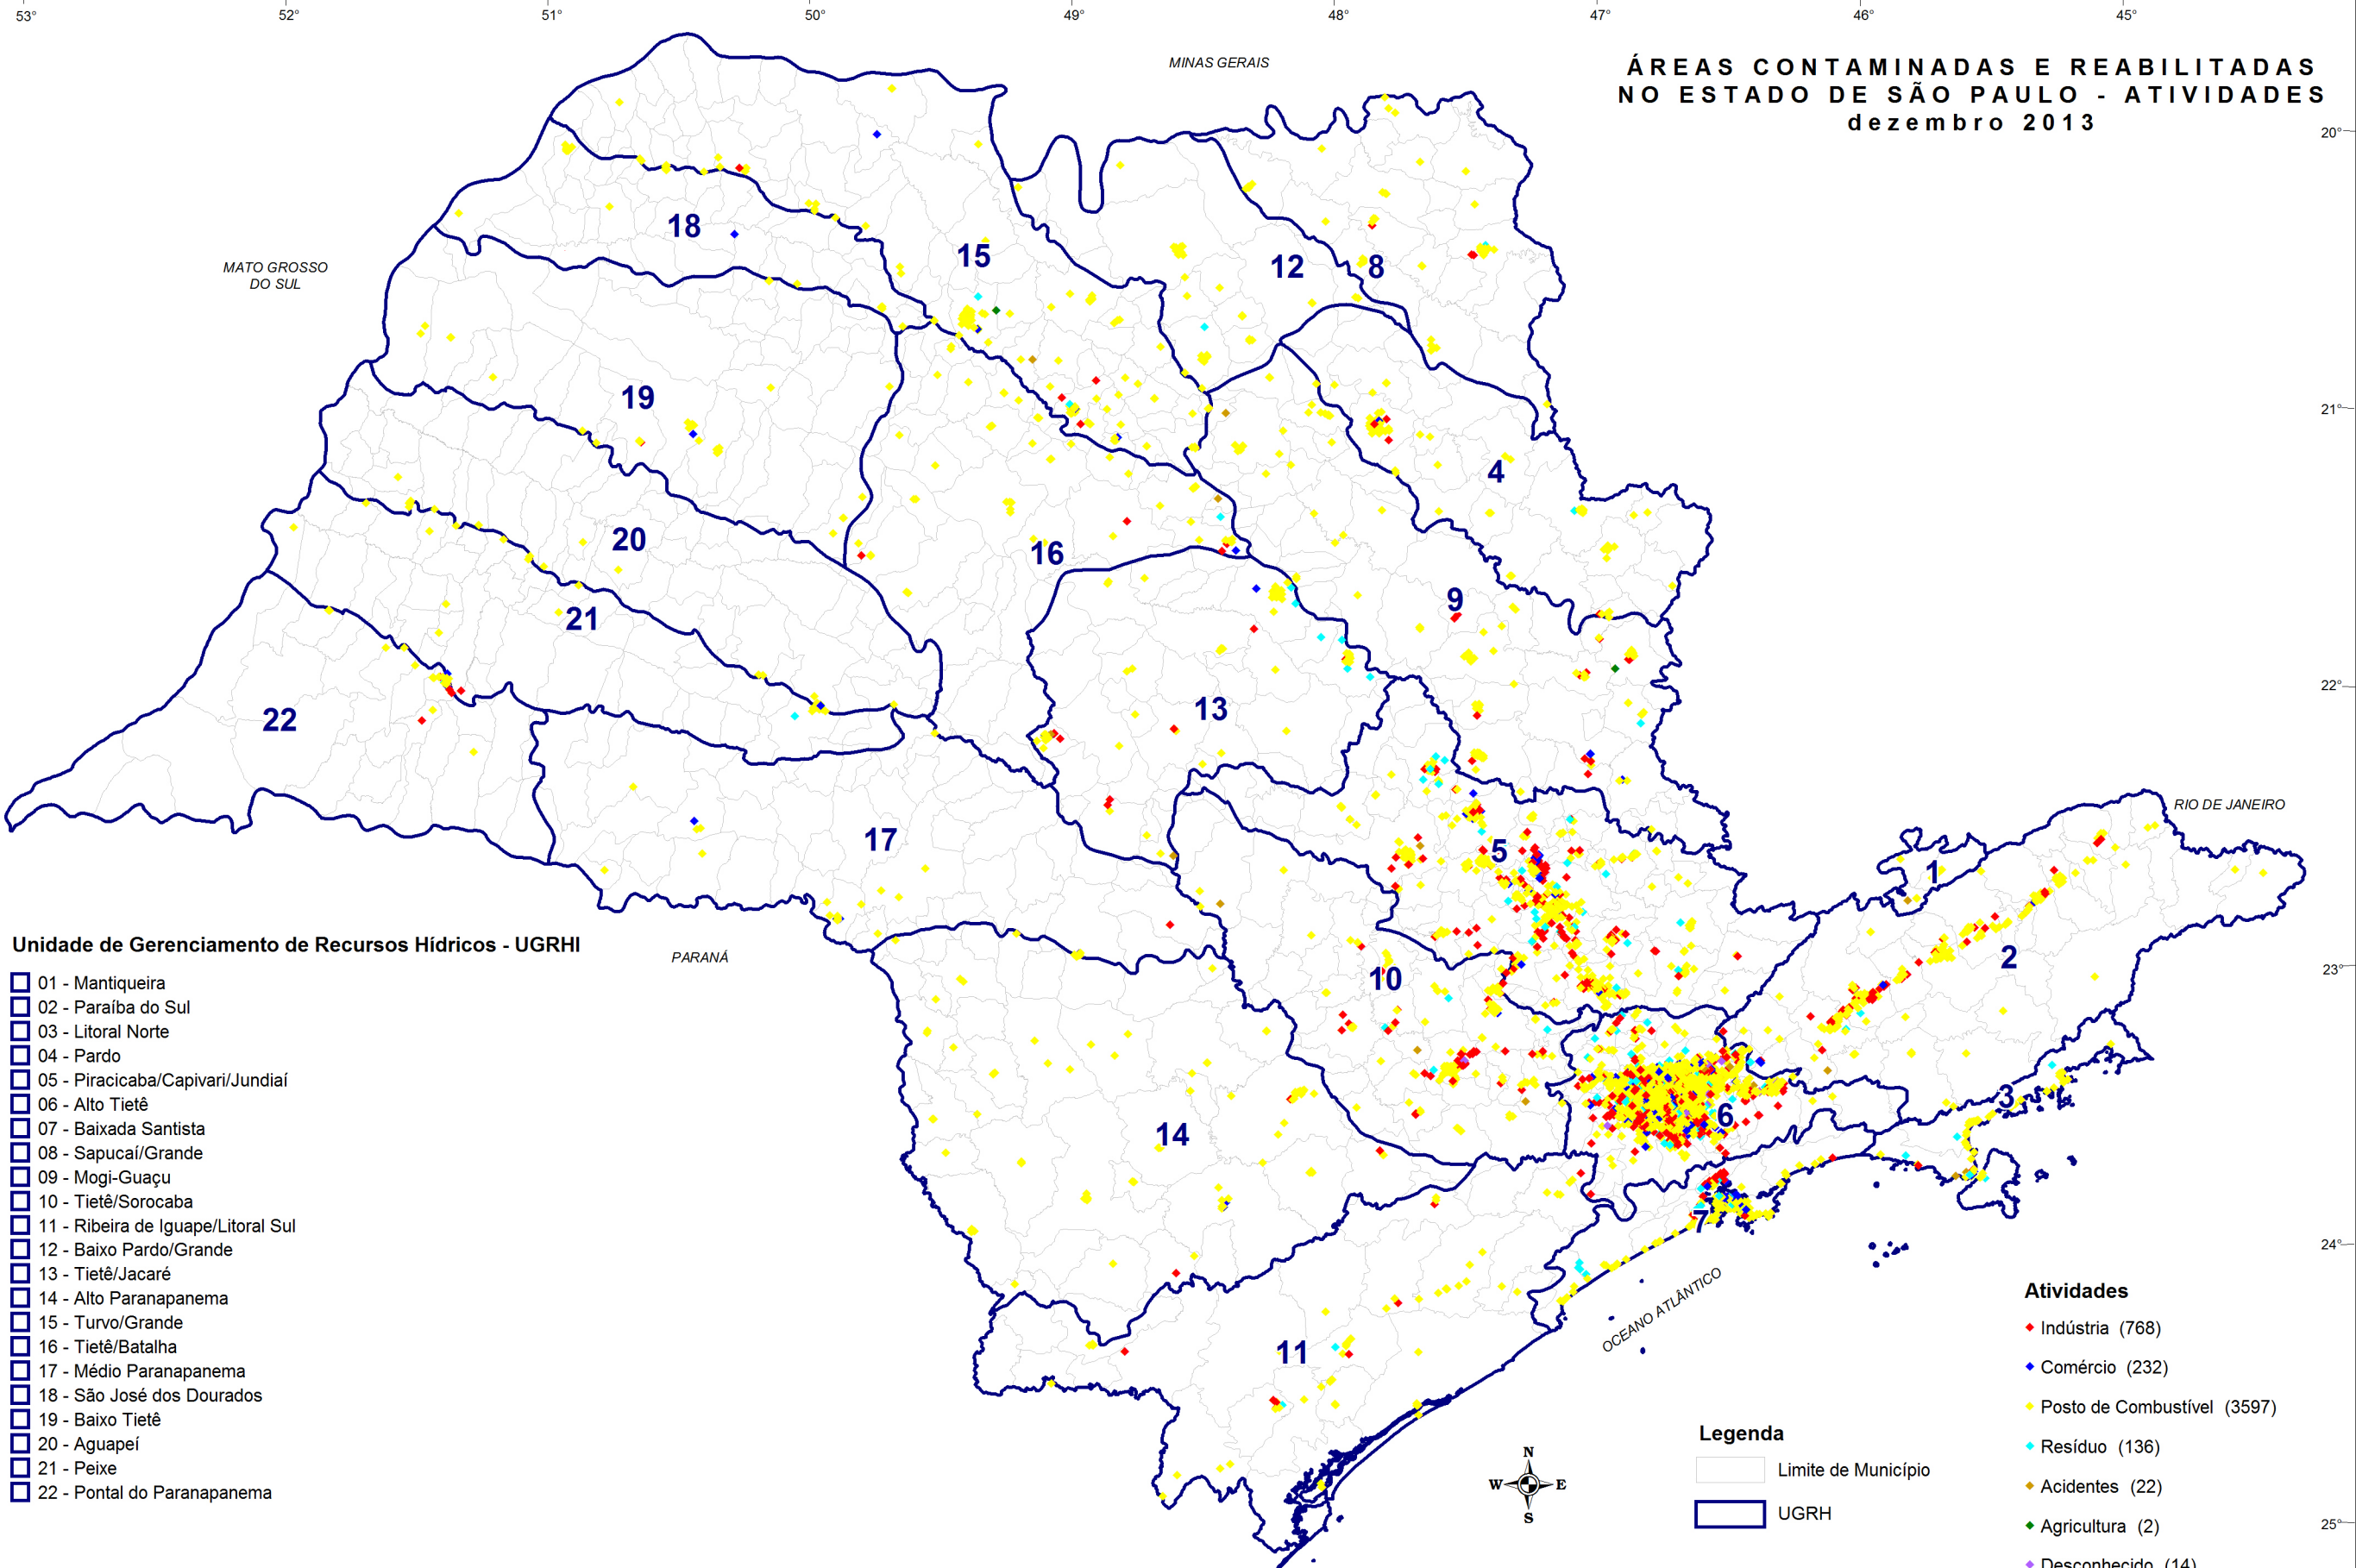 53° 52° 51° 50° 49° 48° 47° 46° 45°
MINAS GERAIS
ÁREAS CONTAMINADAS E REABILITADAS
NO ESTADO DE SÃO PAULO - ATIVIDADES
dezembro 2013
20°
18
15
12
8
MATO GROSSO
DO SUL
19
21°
4
20
16
9
21
22°
22
13
17
5
RIO DE JANEIRO
1
2
Unidade de Gerenciamento de Recursos Hídricos - UGRHI
PARANÁ
10
23°
01 - Mantiqueira
02 - Paraíba do Sul
03 - Litoral Norte
04 - Pardo
05 - Piracicaba/Capivari/Jundiaí
06 - Alto Tietê
07 - Baixada Santista
08 - Sapucaí/Grande
09 - Mogi-Guaçu
10 - Tietê/Sorocaba
11 - Ribeira de Iguape/Litoral Sul
12 - Baixo Pardo/Grande
13 - Tietê/Jacaré
14 - Alto Paranapanema
15 - Turvo/Grande
16 - Tietê/Batalha
17 - Médio Paranapanema
18 - São José dos Dourados
19 - Baixo Tietê
20 - Aguapeí
21 - Peixe
22 - Pontal do Paranapanema
3
6
14
7
24°
OCEANO ATLÂNTICO
11
Atividades
Indústria (768)
Comércio (232)
Posto de Combustível (3597)
Resíduo (136)
Acidentes (22)
Agricultura (2)
Desconhecido (14)
Legenda
Limite de Município
UGRH
N
W E
S
25°